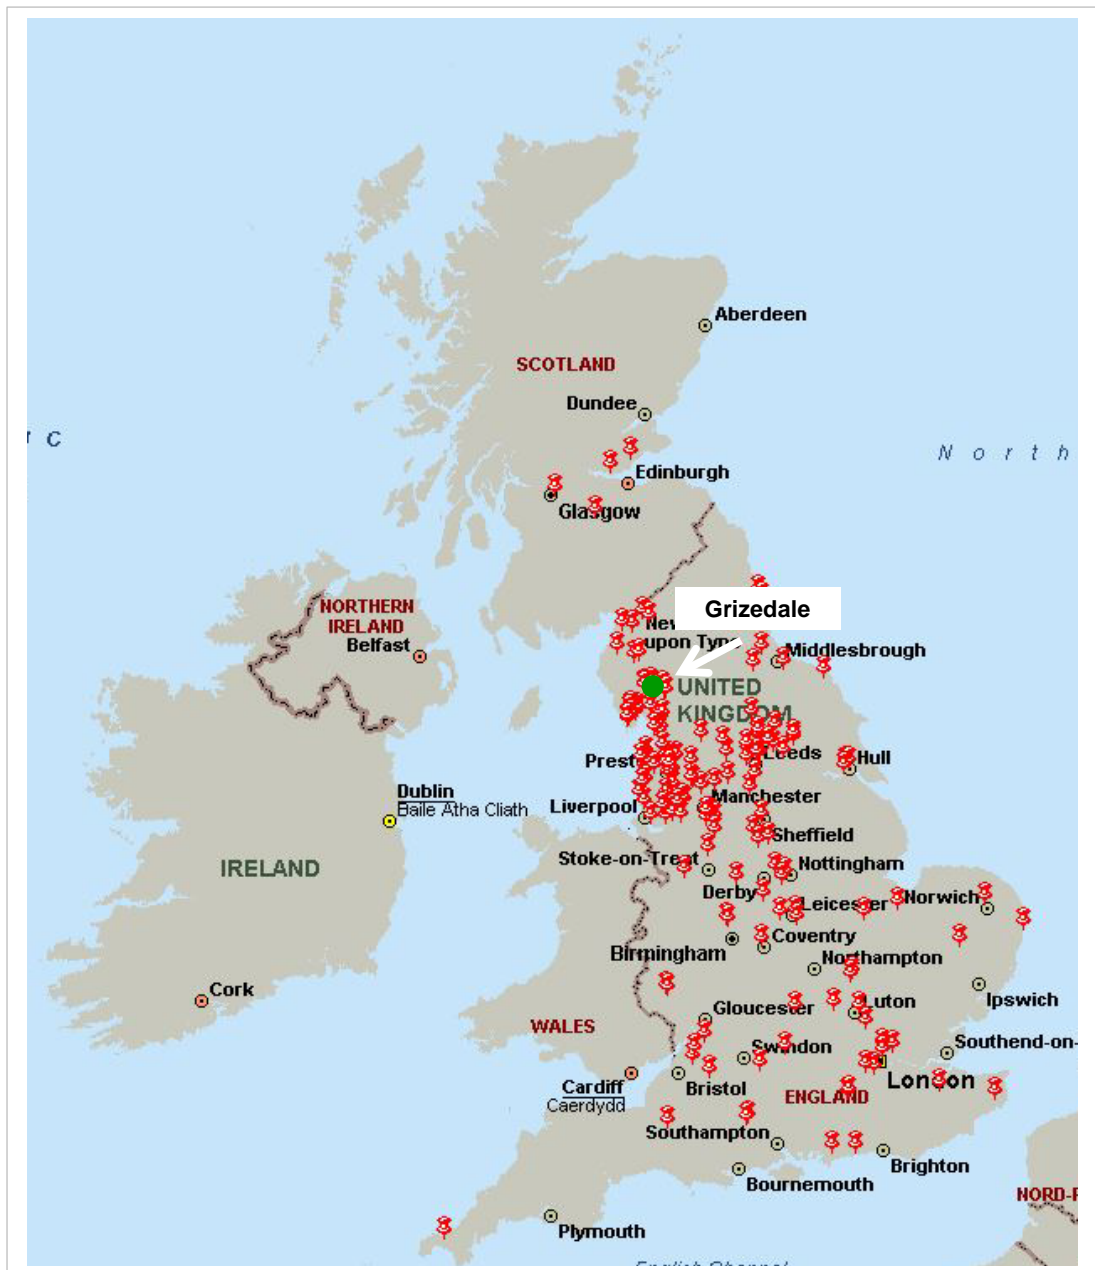 Aberdeen
SCOTLAND
Dundee
C
North
Edinburgh
Glasgow
Grizedale
NORTHERN
IRELAND
Belfast
upon Tyne
Middlesbrough
UNITED
KINGDOM
Leeds
Hull
Dublin
Baile Atha Cliath
Liverpool
Manchester
Sheffield
Stoke-on-Trent
Nottingham
IRELAND
Derby
Leicester
Norwich
Birmingham
Coventry
Northampton
Cork
Gloucester
Luton
Ipswich
WALES
Swindon
Southend-on-
Cardiff
Caerdydd
Bristol
London
ENGLAND
Southampton
Brighton
Bournemouth
NORD-P
Plymouth
English Channel